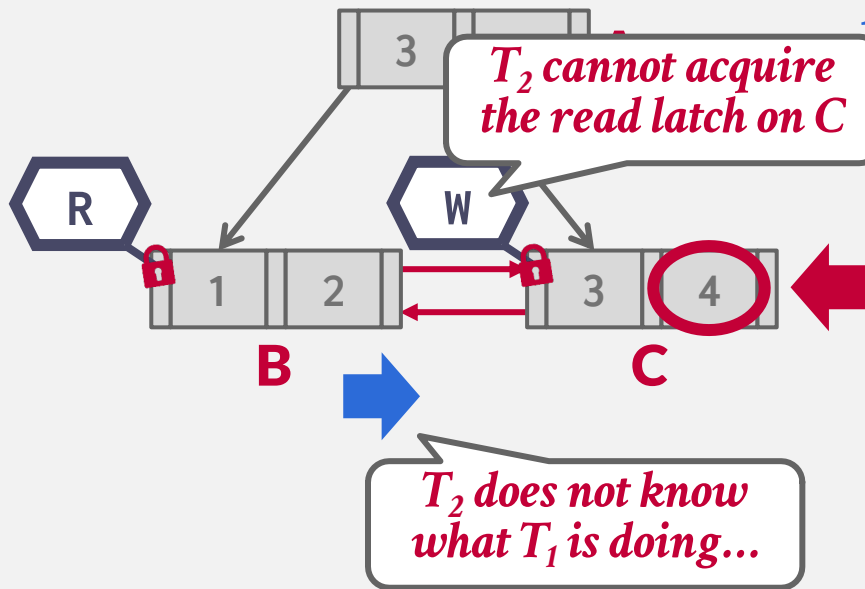 3
T₂ cannot acquire
the read latch on C
R
W
1 2
3 4
B
C
T₂ does not know
what T₁ is doing...